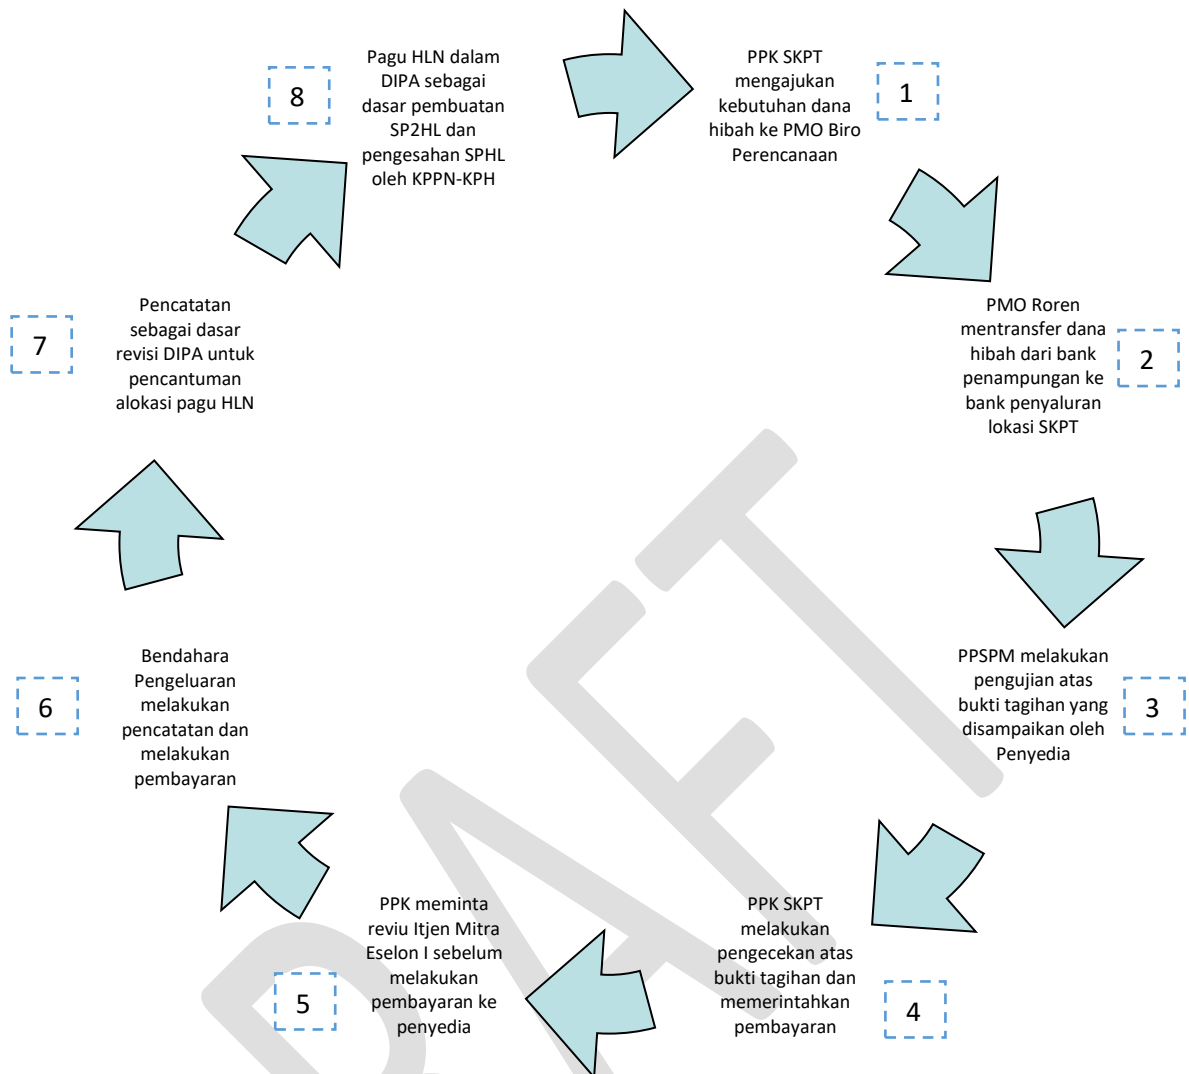 PPK SKPT
mengajukan
kebutuhan dana
hibah ke PMO Biro
Perencanaan
1
PMO Roren
mentransfer dana
hibah dari bank
penampungan ke
bank penyaluran
lokasi SKPT
2
PPSPM melakukan
pengujian atas
bukti tagihan yang
disampaikan oleh
Penyedia
3
PPK SKPT
melakukan
pengecekan atas
bukti tagihan dan
memerintahkan
pembayaran
4
PPK meminta
reviu Itjen Mitra
Eselon I sebelum
melakukan
pembayaran ke
penyedia
5
Bendahara
Pengeluaran
melakukan
pencatatan dan
melakukan
pembayaran
6
Pencatatan
sebagai dasar
revisi DIPA untuk
pencantuman
alokasi pagu HLN
7
Pagu HLN dalam
DIPA sebagai
dasar pembuatan
SP2HL dan
pengesahan SPHL
oleh KPPN-KPH
8
RAFT